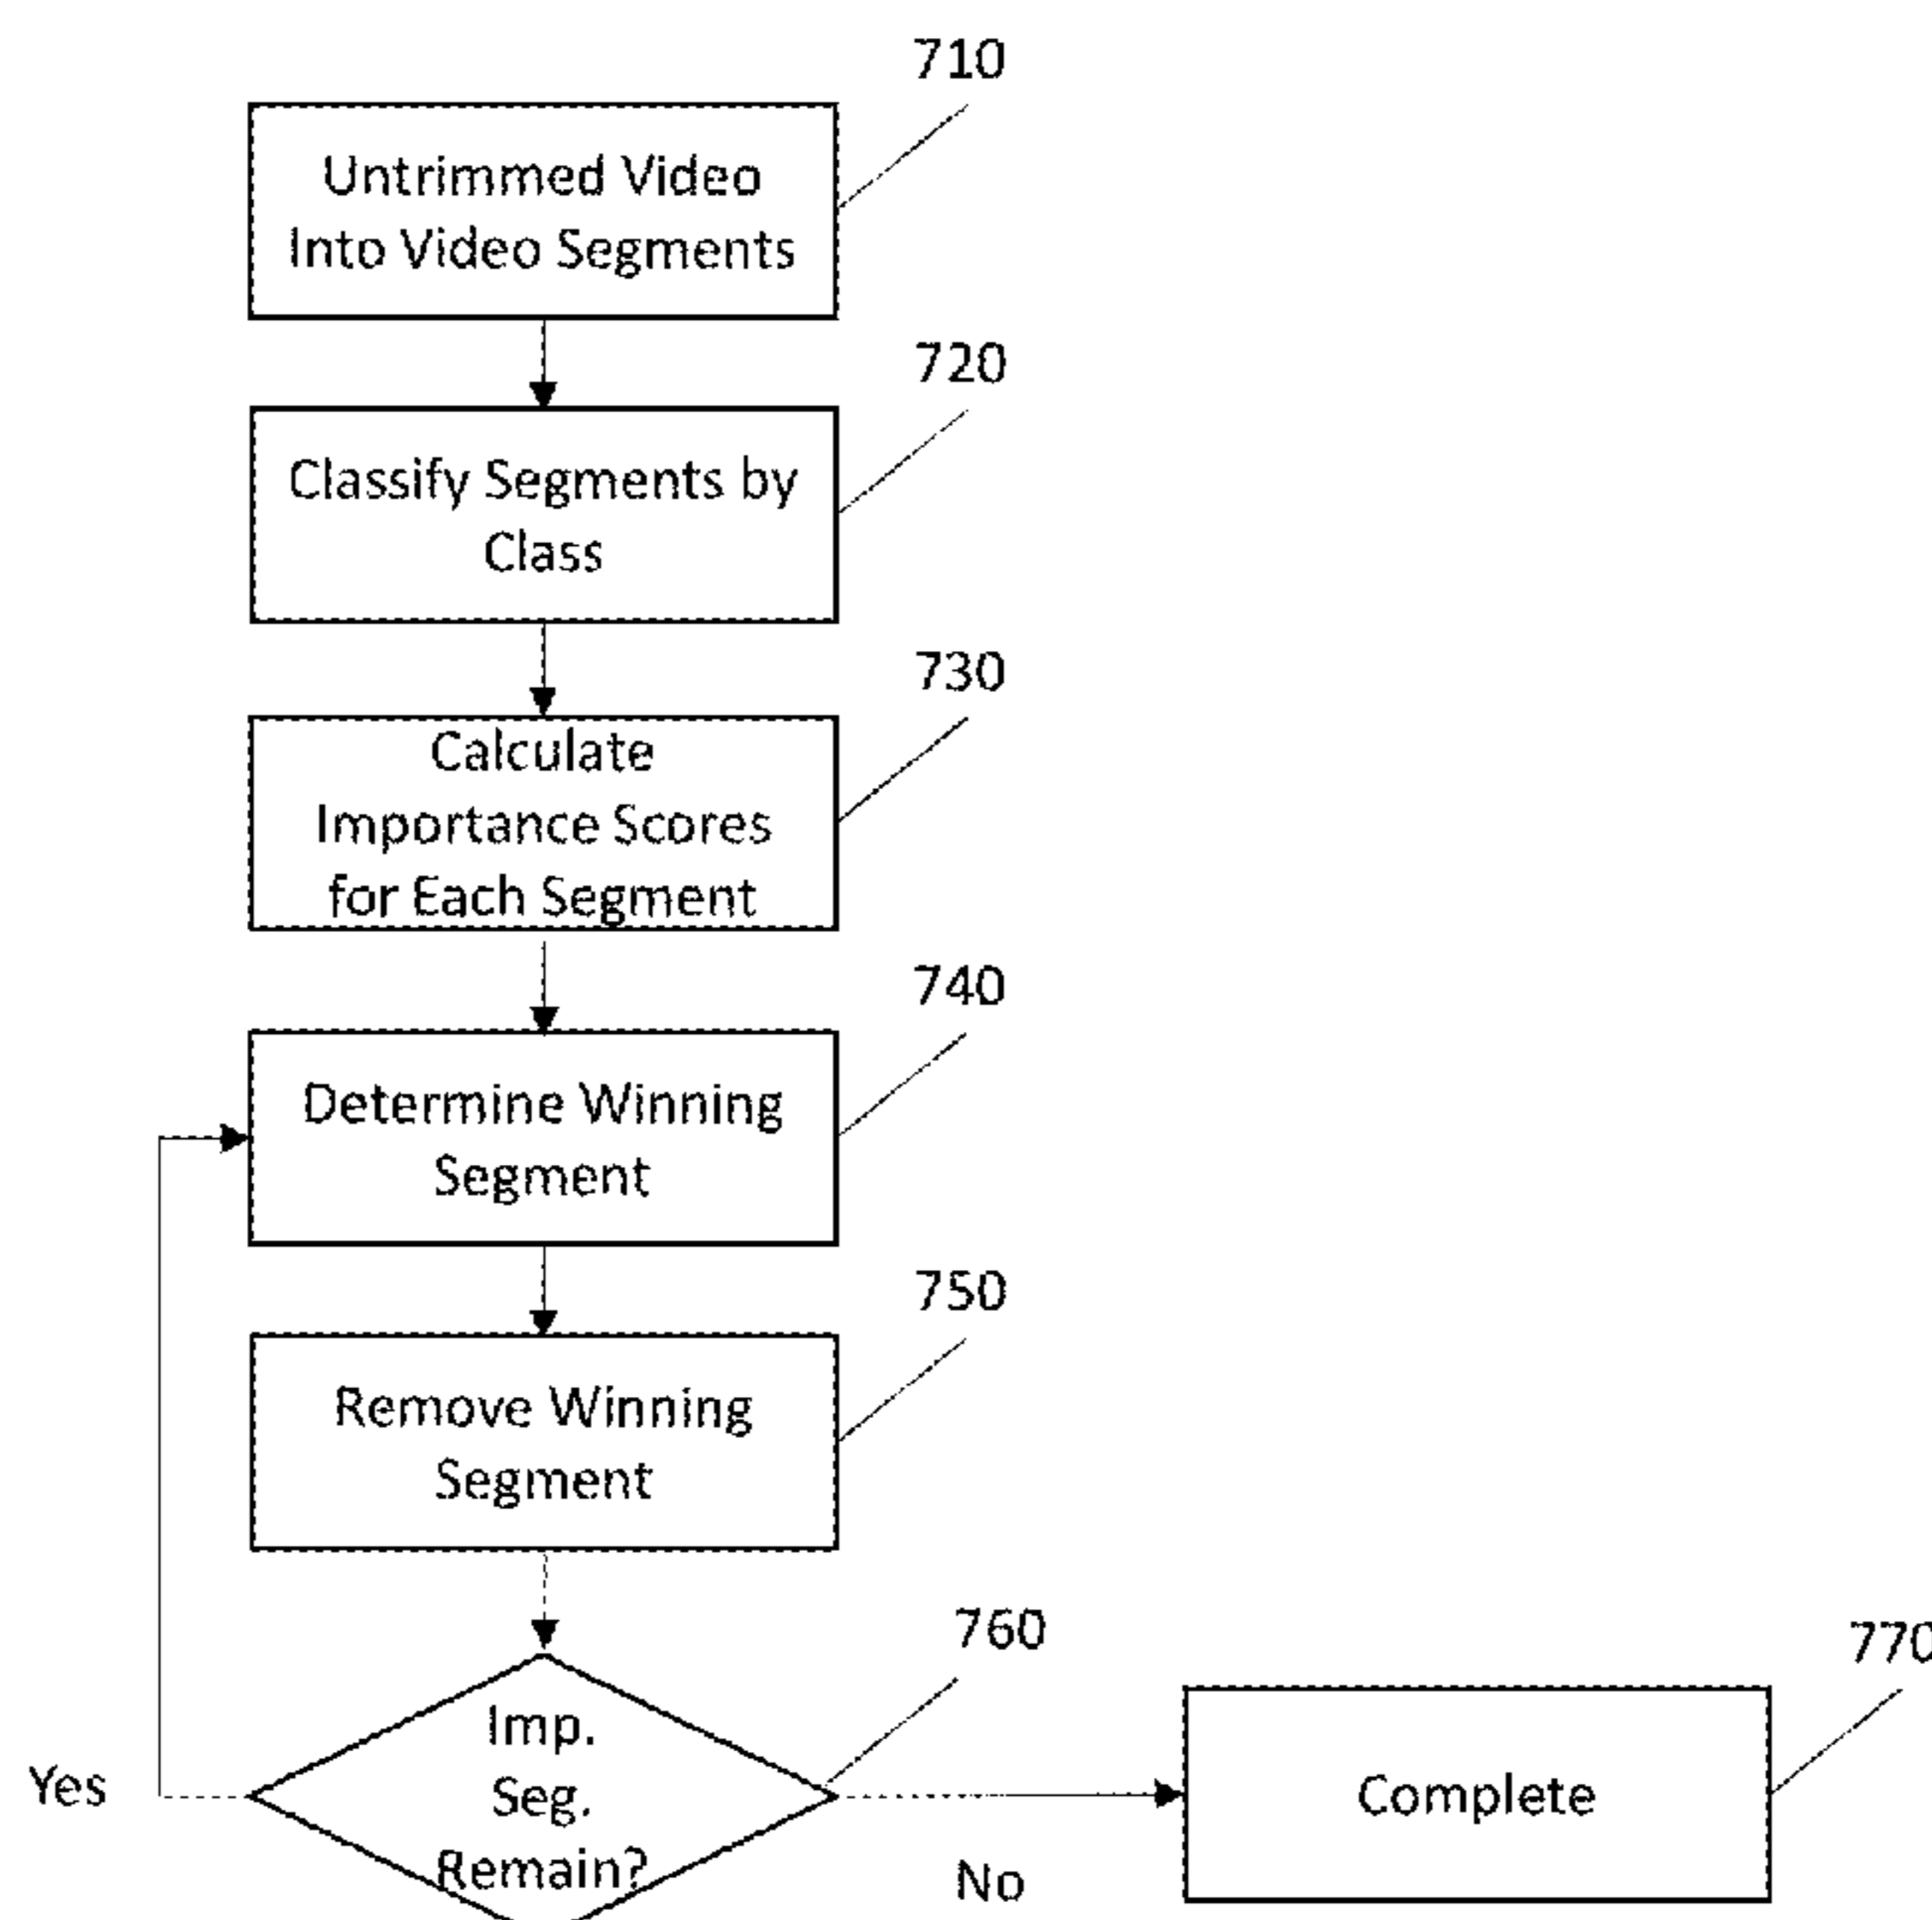 710
Untrimmed Video
Into Video Segments
720
Classify Segments by
Class
730
Calculate
Importance Scores
for Each Segment
740
Determine Winning
Segment
750
Remove Winning
Segment
760
770
Imp.
Seg.
Remain?
Yes
Complete
No